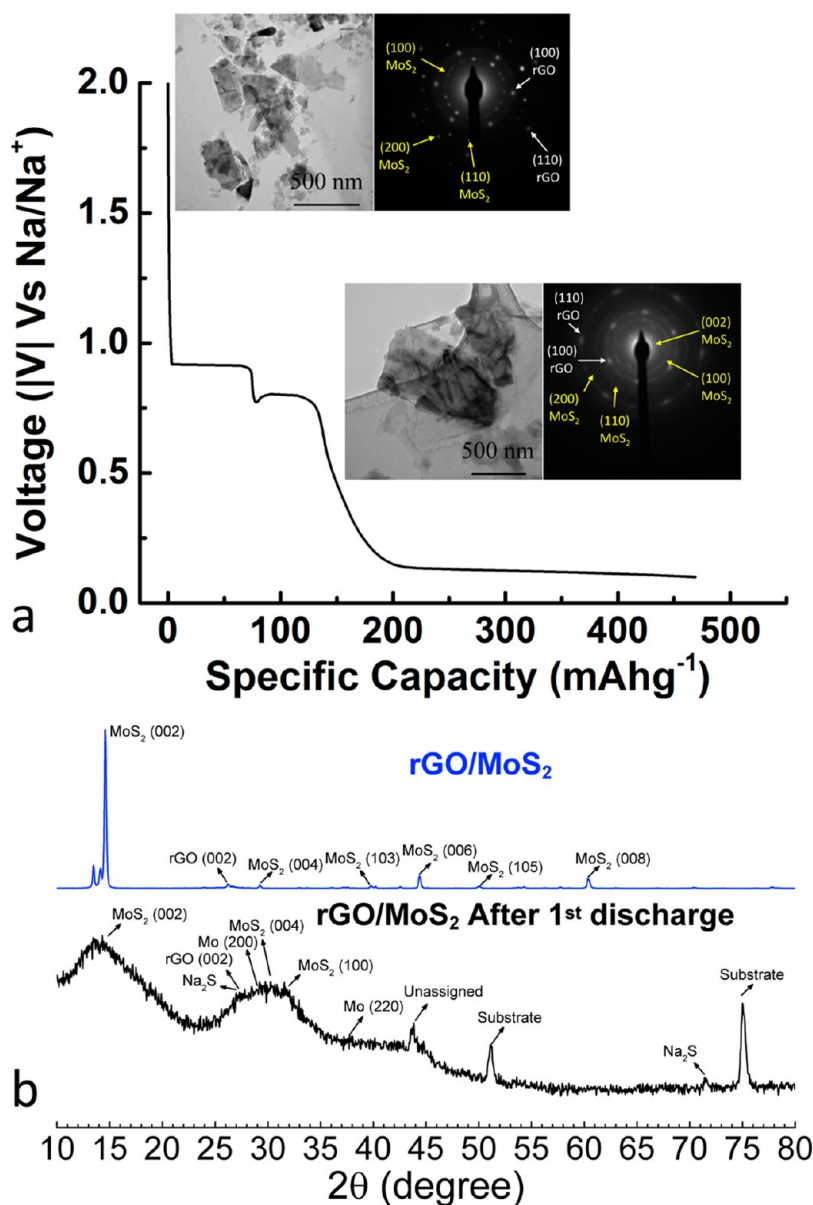 (100)
MoS₂
(100)
rGO
(200)
MoS₂
(110)
MoS₂
(110)
rGO
500 nm
(110)
rGO
(100)
rGO
(200)
MoS₂
(110)
MoS₂
(002)
MoS₂
(100)
MoS₂
500 nm
Voltage (|V| Vs Na/Na⁺)
2.0
1.5
1.0
0.5
0.0
0 100 200 300 400 500
Specific Capacity (mAhg⁻¹)
a
MoS₂ (002)
rGO/MoS₂
rGO (002)
MoS₂ (004)
MoS₂ (103)
MoS₂ (006)
MoS₂ (105)
MoS₂ (008)
rGO/MoS₂ After 1st discharge
MoS₂ (002)
MoS₂ (004)
Mo (200)
rGO (002)
Na₂S
MoS₂ (100)
Mo (220)
Unassigned
Substrate
Na₂S
Substrate
b
10 15 20 25 30 35 40 45 50 55 60 65 70 75 80
2θ (degree)